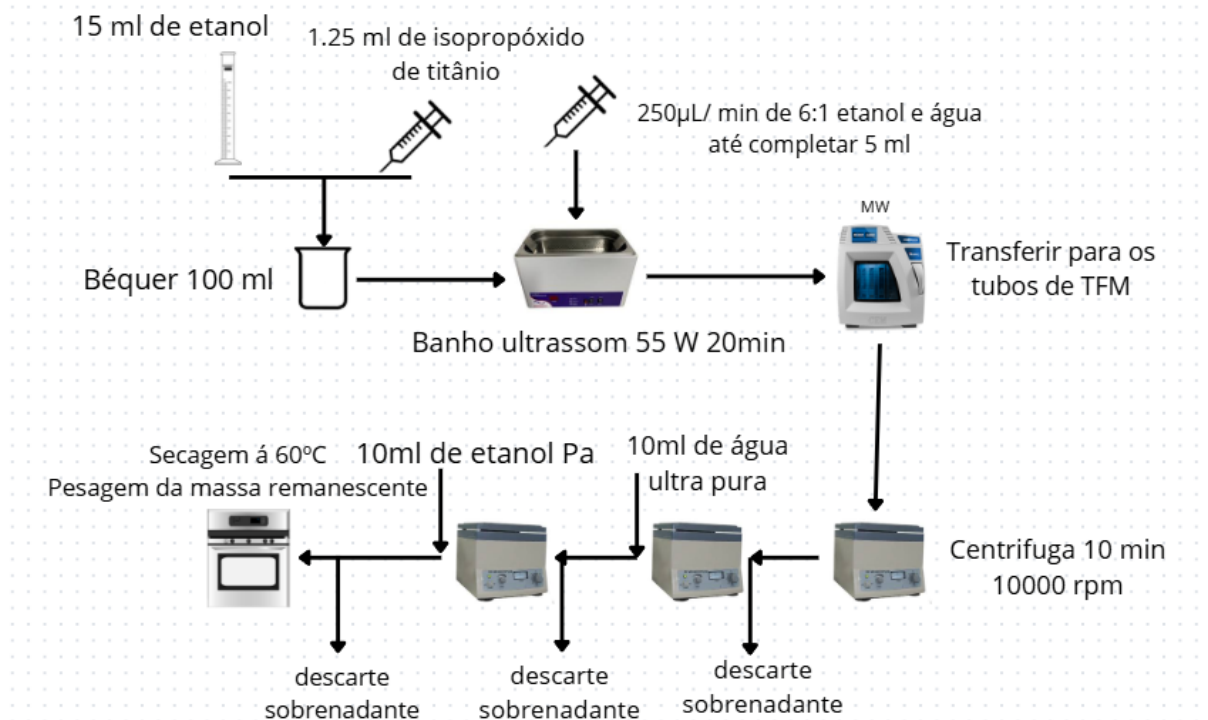 15 ml de etanol
1.25 ml de isopropóxido
de titânio
250µL/ min de 6:1 etanol e água
até completar 5 ml
MW
Béquer 100 ml
Transferir para os
tubos de TFM
Banho ultrassom 55 W 20min
Secagem á 60ºC
Pesagem da massa remanescente
10ml de etanol Pa
10ml de água
ultra pura
Centrifuga 10 min
10000 rpm
descarte
sobrenadante
descarte
sobrenadante
descarte
sobrenadante